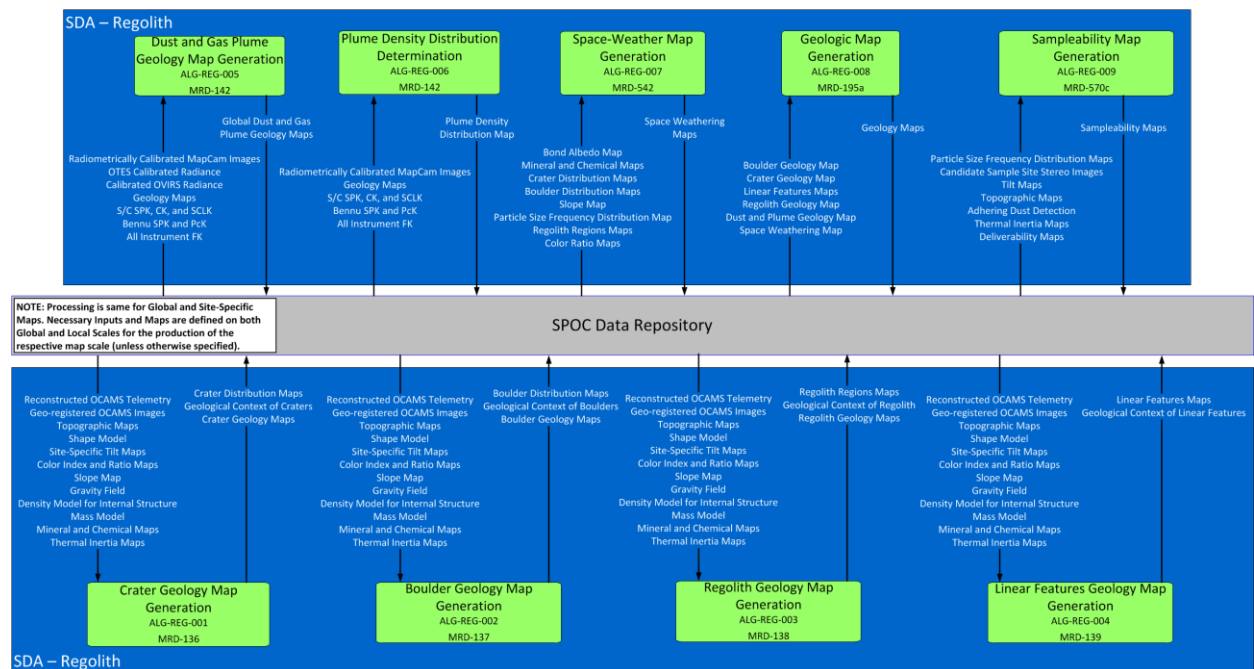 SDA – Regolith
Dust and Gas Plume
Geology Map Generation
ALG-REG-005
MRD-142
Plume Density Distribution
Determination
ALG-REG-006
MRD-142
Space-Weather Map
Generation
ALG-REG-007
MRD-542
Geologic Map
Generation
ALG-REG-008
MRD-195a
Sampleability Map
Generation
ALG-REG-009
MRD-570c
Global Dust and Gas
Plume Geology Maps
Radiometrically Calibrated MapCam Images
OTES Calibrated Radiance
Calibrated OVIRS Radiance
Geology Maps
S/C SPK, CK, and SCLK
Bennu SPK and PcK
All Instrument FK
Plume Density
Distribution Map
Radiometrically Calibrated MapCam Images
Geology Maps
S/C SPK, CK, and SCLK
Bennu SPK and PcK
All Instrument FK
Space Weathering
Maps
Bond Albedo Map
Mineral and Chemical Maps
Crater Distribution Maps
Boulder Distribution Maps
Slope Map
Particle Size Frequency Distribution Map
Regolith Regions Maps
Color Ratio Maps
Geology Maps
Boulder Geology Map
Crater Geology Map
Linear Features Maps
Regolith Geology Map
Dust and Plume Geology Map
Space Weathering Map
Sampleability Maps
Particle Size Frequency Distribution Maps
Candidate Sample Site Stereo Images
Tilt Maps
Topographic Maps
Adhering Dust Detection
Thermal Inertia Maps
Deliverability Maps
NOTE: Processing is same for Global and Site-Specific
Maps. Necessary Inputs and Maps are defined on both
Global and Local Scales for the production of the
respective map scale (unless otherwise specified).
SPOC Data Repository
Reconstructed OCAMS Telemetry
Geo-registered OCAMS Images
Topographic Maps
Shape Model
Site-Specific Tilt Maps
Color Index and Ratio Maps
Slope Map
Gravity Field
Density Model for Internal Structure
Mass Model
Mineral and Chemical Maps
Thermal Inertia Maps
Crater Distribution Maps
Geological Context of Craters
Crater Geology Maps
Reconstructed OCAMS Telemetry
Geo-registered OCAMS Images
Topographic Maps
Shape Model
Site-Specific Tilt Maps
Color Index and Ratio Maps
Slope Map
Gravity Field
Density Model for Internal Structure
Mass Model
Mineral and Chemical Maps
Thermal Inertia Maps
Boulder Distribution Maps
Geological Context of Boulders
Boulder Geology Maps
Reconstructed OCAMS Telemetry
Geo-registered OCAMS Images
Topographic Maps
Shape Model
Site-Specific Tilt Maps
Color Index and Ratio Maps
Slope Map
Gravity Field
Density Model for Internal Structure
Mass Model
Mineral and Chemical Maps
Thermal Inertia Maps
Regolith Regions Maps
Geological Context of Regolith
Regolith Geology Maps
Reconstructed OCAMS Telemetry
Geo-registered OCAMS Images
Topographic Maps
Shape Model
Site-Specific Tilt Maps
Color Index and Ratio Maps
Slope Map
Gravity Field
Density Model for Internal Structure
Mass Model
Mineral and Chemical Maps
Thermal Inertia Maps
Linear Features Maps
Geological Context of Linear Features
Crater Geology Map
Generation
ALG-REG-001
MRD-136
Boulder Geology Map
Generation
ALG-REG-002
MRD-137
Regolith Geology Map
Generation
ALG-REG-003
MRD-138
Linear Features Geology Map
Generation
ALG-REG-004
MRD-139
SDA – Regolith